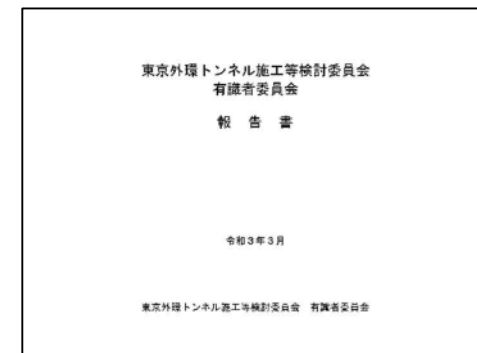 東京外環トンネル施工等検討委員会
有識者委員会
報 告 書
令和3年3月
東京外環トンネル施工等検討委員会 有識者委員会